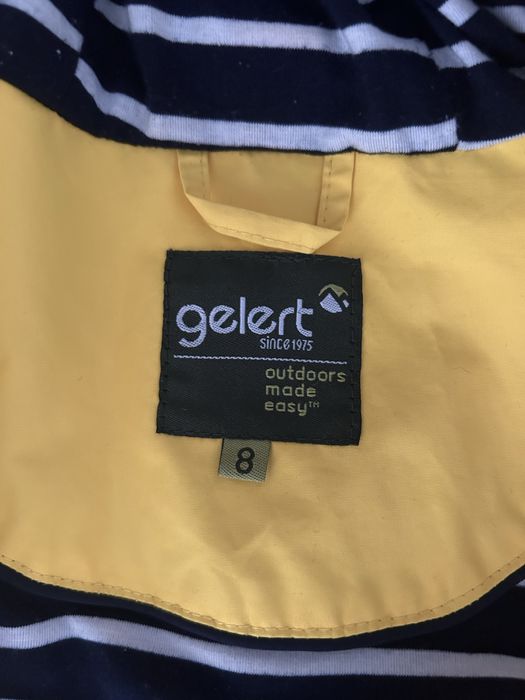 gelert
SINCE1975
outdoors
made
easy™
8